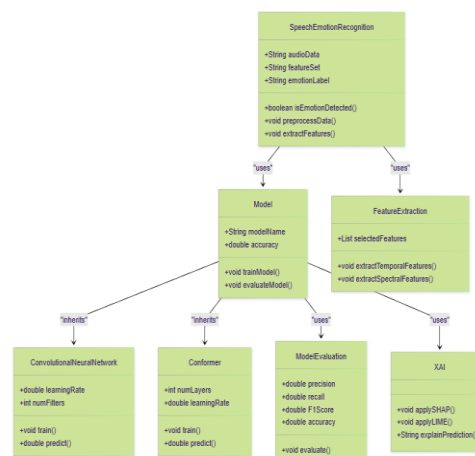 SpeechEmotionRecognition
+String audioData
+String featureSet
+String emotionLabel
+boolean isEmotionDetected()
+void preprocessData()
+void extractFeatures()
"uses"
"uses"
Model
+String modelName
+double accuracy
+void trainModel()
+void evaluateModel()
FeatureExtraction
+List selectedFeatures
+void extractTemporalFeatures()
+void extractSpectralFeatures()
"inherits"
"inherits"
"uses"
"uses"
ConvolutionalNeuralNetwork
+double learningRate
+int numFilters
+void train()
+double predict()
Conformer
+int numLayers
+double learningRate
+void train()
+double predict()
ModelEvaluation
+double precision
+double recall
+double F1Score
+double accuracy
+void evaluate()
XAI
+void applySHAP()
+void applyLIME()
+String explainPrediction()